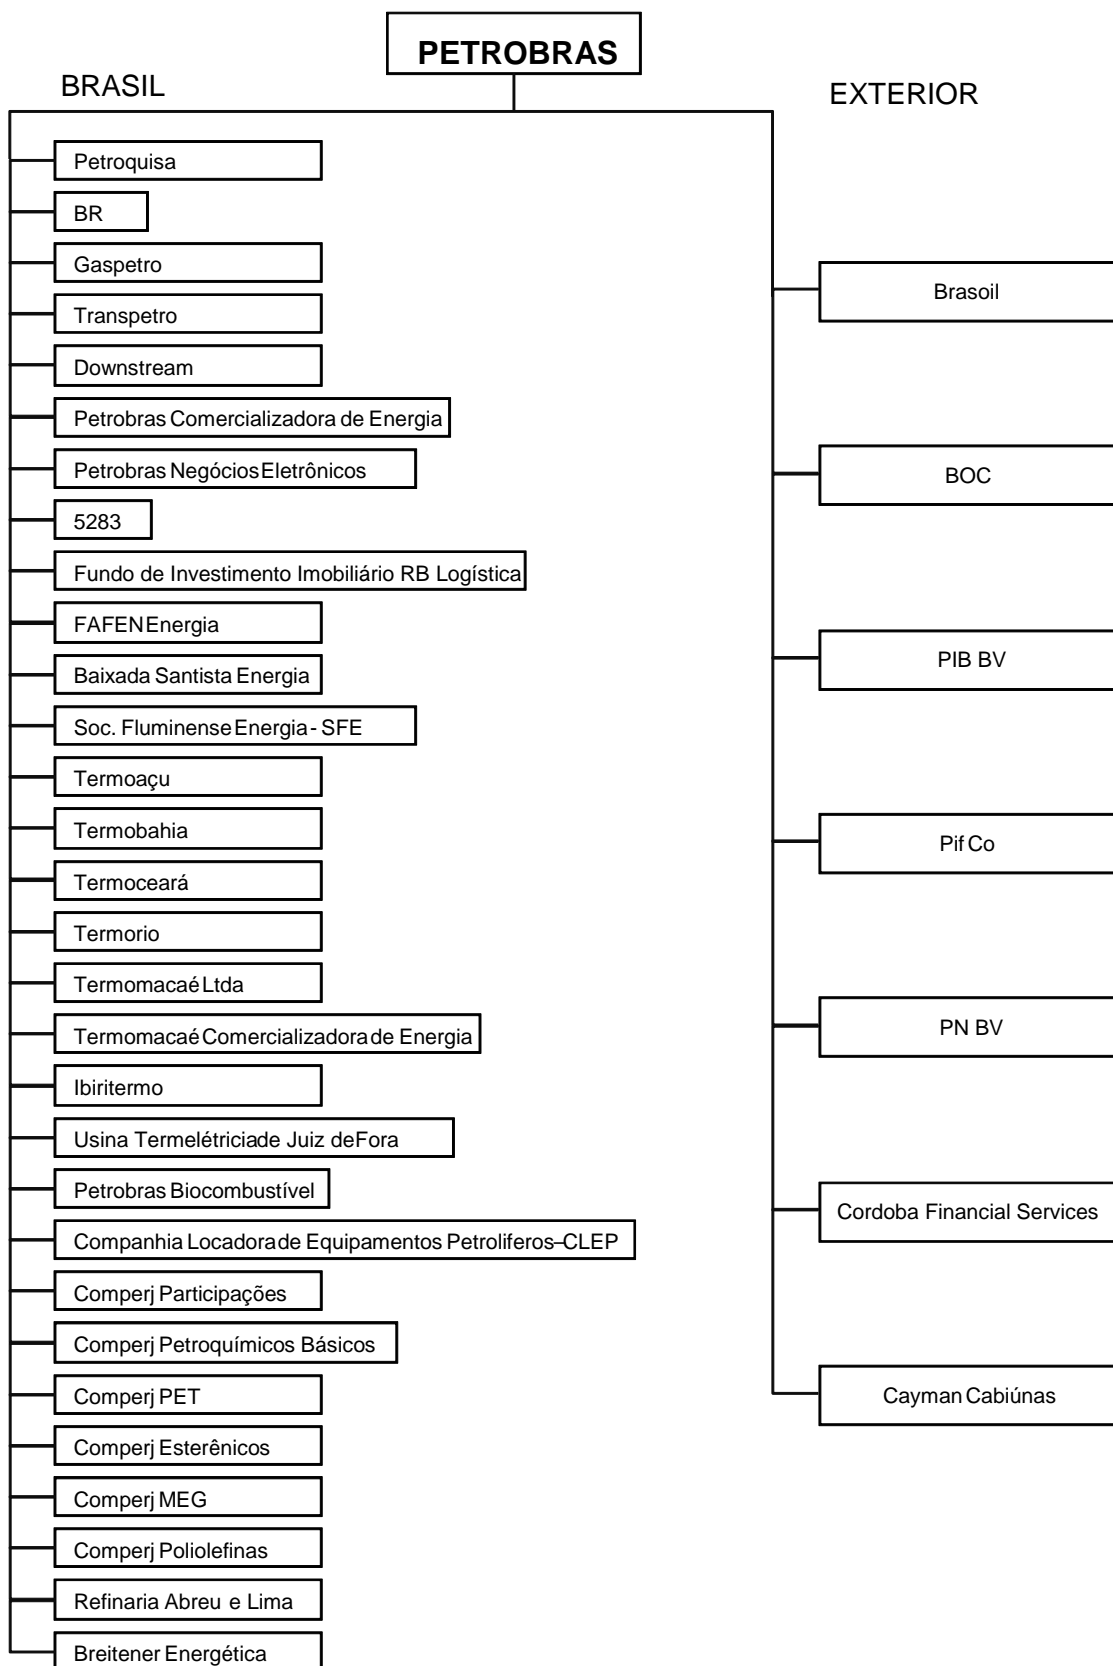 PETROBRAS
BRASIL
EXTERIOR
Petroquisa
BR
Gaspetro
Transpetro
Downstream
Petrobras Comercializadora de Energia
Petrobras Negócios Eletrônicos
5283
Fundo de Investimento Imobiliário RB Logística
FAFEN Energia
Baixada Santista Energia
Soc. Fluminense Energia - SFE
Termoaçu
Termobahia
Termoceará
Termorio
Termomacaé Ltda
Termomacaé Comercializadora de Energia
Ibiritermo
Usina Termelétriciade Juiz de Fora
Petrobras Biocombustível
Companhia Locadora de Equipamentos Petroliferos–CLEP
Comperj Participações
Comperj Petroquímicos Básicos
Comperj PET
Comperj Esterênicos
Comperj MEG
Comperj Poliolefinas
Refinaria Abreu e Lima
Breitener Energética
Brasoil
BOC
PIB BV
Pif Co
PN BV
Cordoba Financial Services
Cayman Cabiúnas